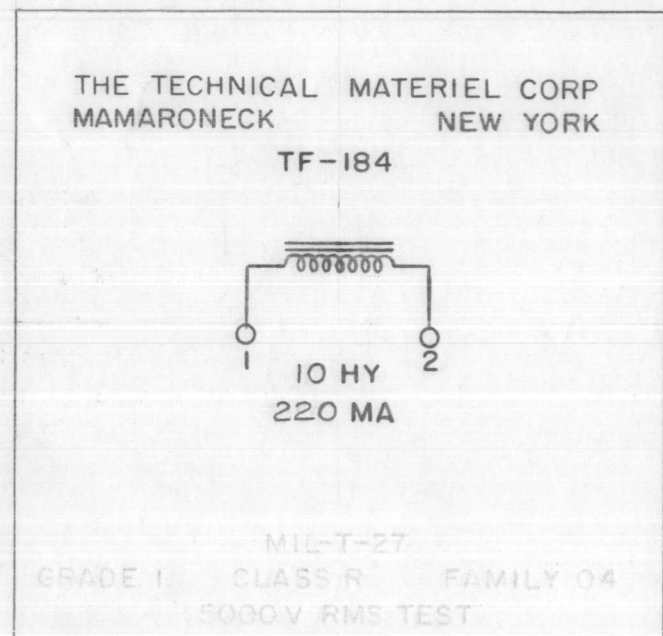 THE TECHNICAL MATERIEL CORP
MAMARONECK NEW YORK
TF-184
1 2
10 HY
220 MA
MIL-T-27
GRADE 1 CLASS R FAMILY 04
5000 V RMS TEST